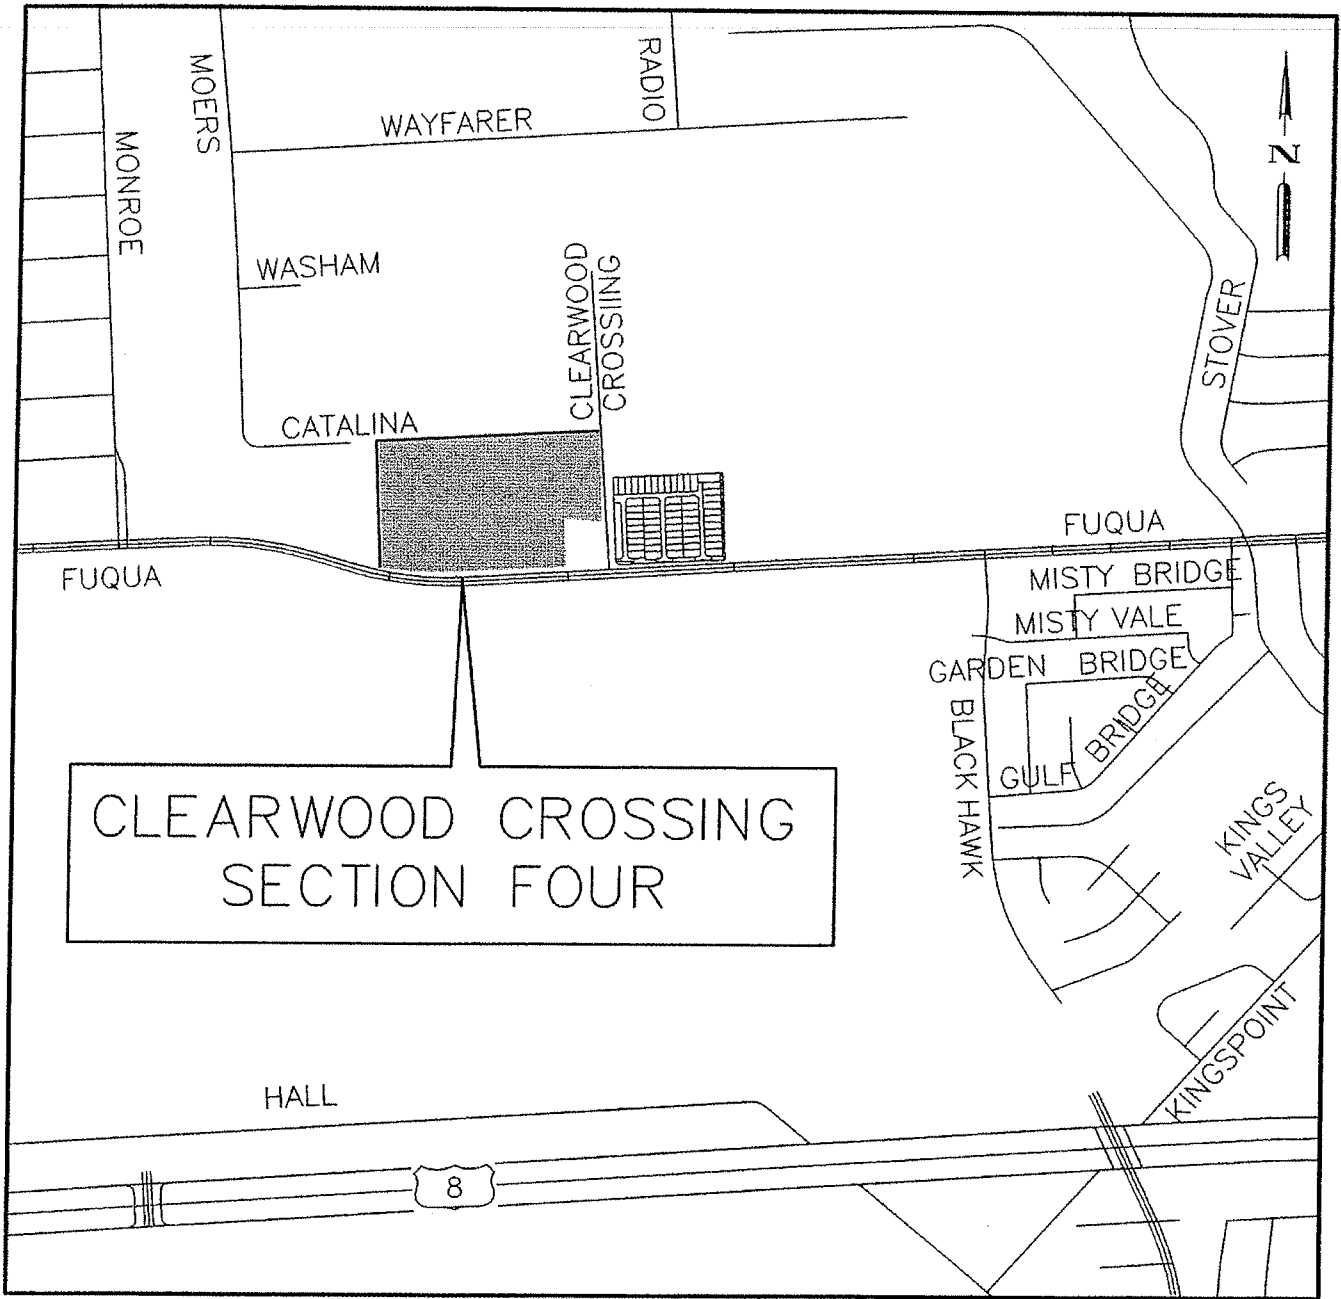 MOERS
RADIO
WAYFARER
MONROE
N
WASHAM
CLEARWOOD
CROSSIING
STOVER
CATALINA
FUQUA
FUQUA
MISTY BRIDGE
MISTY VALE
GARDEN BRIDGE
BLACK HAWK
GULF BRIDGE
KINGS
VALLEY
CLEARWOOD CROSSING
SECTION FOUR
KINGSPOINT
HALL
8